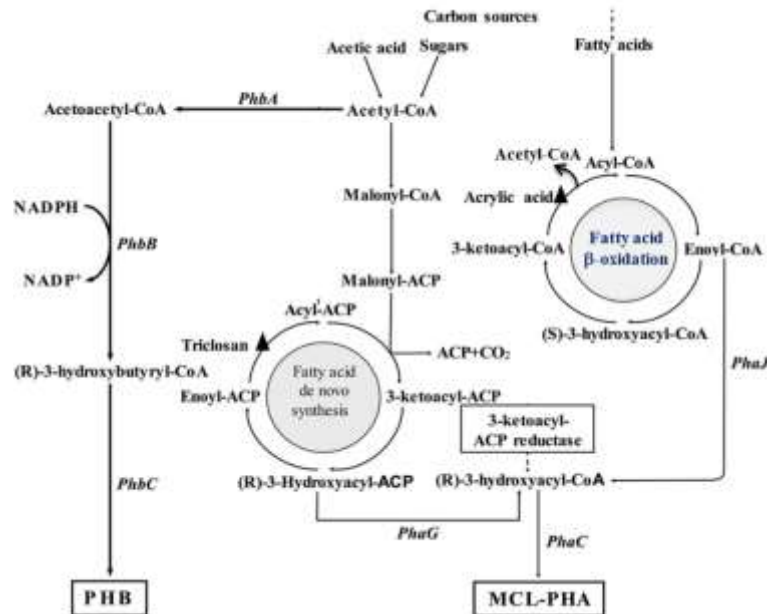 Carbon sources
Acetic acid
Sugars
Fatty acids
PhbA
Acetoacetyl-CoA
Acetyl-CoA
Acetyl-CoA
Acyl-CoA
Malonyl-CoA
Acrylic acid
NADPH
PhbB
3-ketoacyl-CoA
Fatty acid
β-oxidation
Enoyl-CoA
NADP+
Malonyl-ACP
Acyl-ACP
(S)-3-hydroxyacyl-CoA
Triclosan
ACP+CO2
PhaJ
(R)-3-hydroxybutyryl-CoA
Fatty acid
de novo
synthesis
Enoyl-ACP
3-ketoacyl-ACP
3-ketoacyl-
ACP reductase
PhbC
(R)-3-Hydroxyacyl-ACP
(R)-3-hydroxyacyl-CoA
PhaG
PhaC
PHB
MCL-PHA